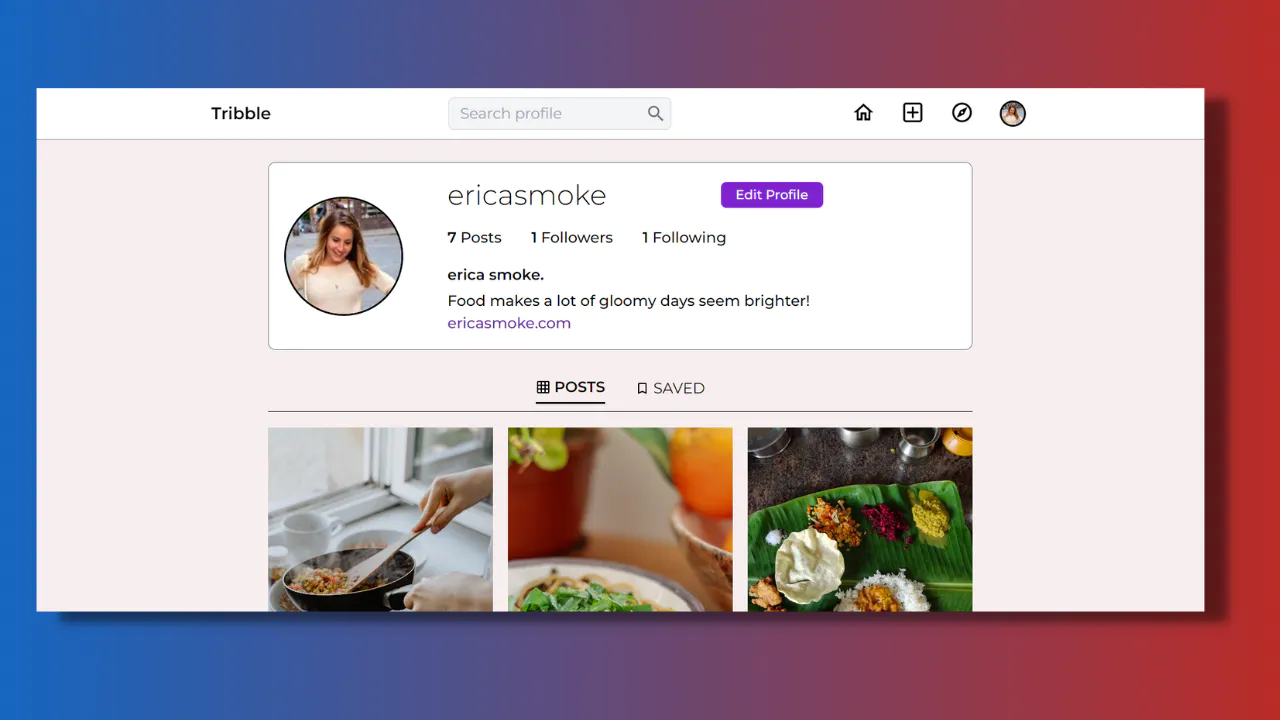 Tribble
Search profile
ericasmoke
Edit Profile
7 Posts 1 Followers 1 Following
erica smoke.
Food makes a lot of gloomy days seem brighter!
ericasmoke.com
POSTS SAVED